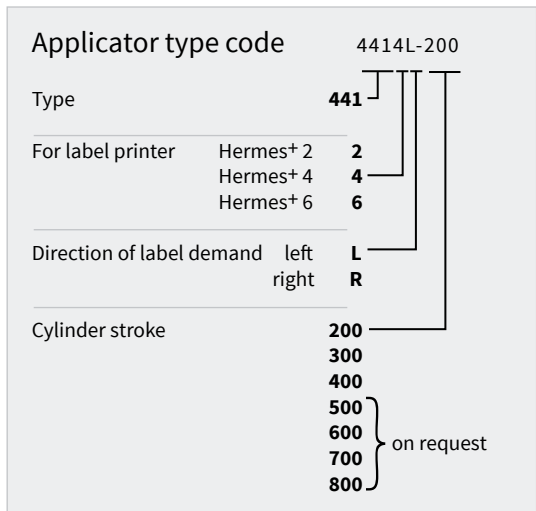 Applicator type code 4414L-200
Type 441
For label printer Hermes+ 2 2
Hermes+ 4 4
Hermes+ 6 6
Direction of label demand left L
right R
Cylinder stroke 200
300
400
500
600
on request
700
800